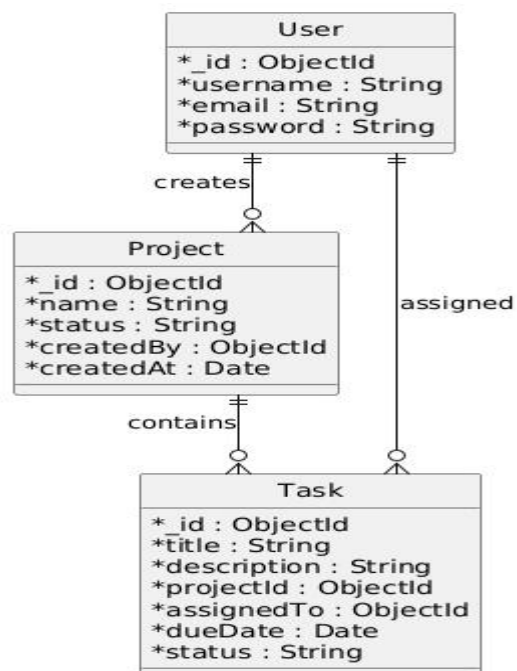 User
*_id : ObjectId
*username : String
*email : String
*password : String
creates
Project
*_id : ObjectId
*name : String
*status : String
*createdBy : ObjectId
*createdAt : Date
assigned
contains
Task
*_id : ObjectId
*title : String
*description : String
*projectId : ObjectId
*assignedTo : ObjectId
*dueDate : Date
*status : String